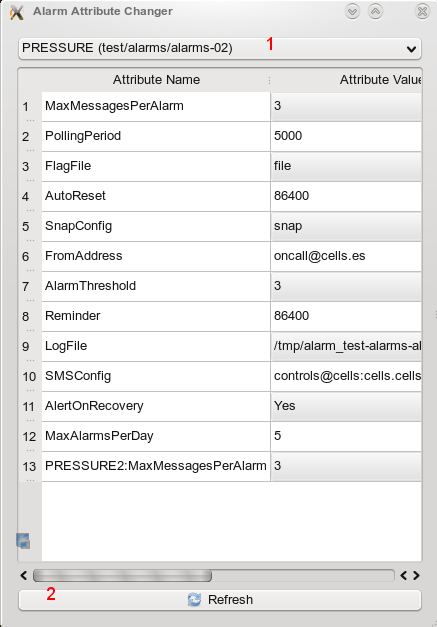 Alarm Attribute Changer
PRESSURE (test/alarms/alarms-02) 1
Attribute Name Attribute Value
1 MaxMessagesPerAlarm 3
2 PollingPeriod 5000
3 FlagFile file
4 AutoReset 86400
5 SnapConfig snap
6 FromAddress oncall@cells.es
7 AlarmThreshold 3
8 Reminder 86400
9 LogFile /tmp/alarm_test-alarms-al
10 SMSConfig controls@cells:cells.cells
11 AlertOnRecovery Yes
12 MaxAlarmsPerDay 5
13 PRESSURE2:MaxMessagesPerAlarm 3
2
Refresh